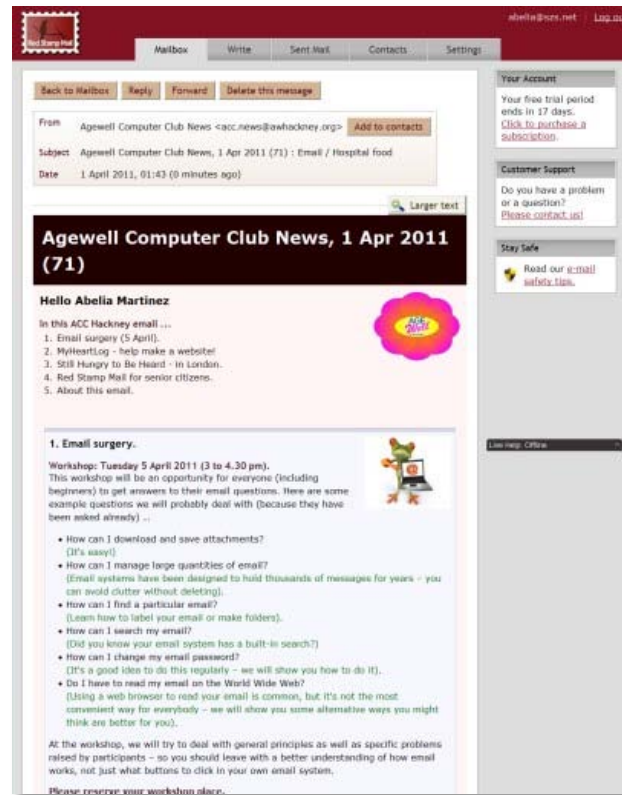 abelia@szs.net Log ou
Red Stamp Mail
Mailbox Write Sent Mail Contacts Settings
Back to Mailbox Reply Forward Delete this message
From Agewell Computer Club News <acc.news@awhackney.org> Add to contacts
Subject Agewell Computer Club News, 1 Apr 2011 (71) : Email / Hospital food
Date 1 April 2011, 01:43 (0 minutes ago)
Larger text
Agewell Computer Club News, 1 Apr 2011
(71)
Hello Abelia Martinez
AGE
Well
In this ACC Hackney email ...
1. Email surgery (5 April).
2. MyHeartLog - help make a website!
3. Still Hungry to Be Heard - in London.
4. Red Stamp Mail for senior citizens.
5. About this email.
1. Email surgery.
Workshop: Tuesday 5 April 2011 (3 to 4.30 pm).
This workshop will be an opportunity for everyone (including
beginners) to get answers to their email questions. Here are some
example questions we will probably deal with (because they have
been asked already) ..
• How can I download and save attachments?
(It's easy!)
• How can I manage large quantities of email?
(Email systems have been designed to hold thousands of messages for years – you
can avoid clutter without deleting).
• How can I find a particular email?
(Learn how to label your email or make folders).
• How can I search my email?
(Did you know your email system has a built-in search?)
• How can I change my email password?
(It's a good idea to do this regularly – we will show you how to do it).
• Do I have to read my email on the World Wide Web?
(Using a web browser to read your email is common, but it's not the most
convenient way for everybody – we will show you some alternative ways you might
think are better for you).
At the workshop, we will try to deal with general principles as well as specific problems
raised by participants – so you should leave with a better understanding of how email
works, not just what buttons to click in your own email system.
Please reserve your workshop place.
Your Account
Your free trial period
ends in 17 days.
Click to purchase a
subscription.
Customer Support
Do you have a problem
or a question?
Please contact us!
Stay Safe
Read our e-mail
safety tips.
Live Help: Offline